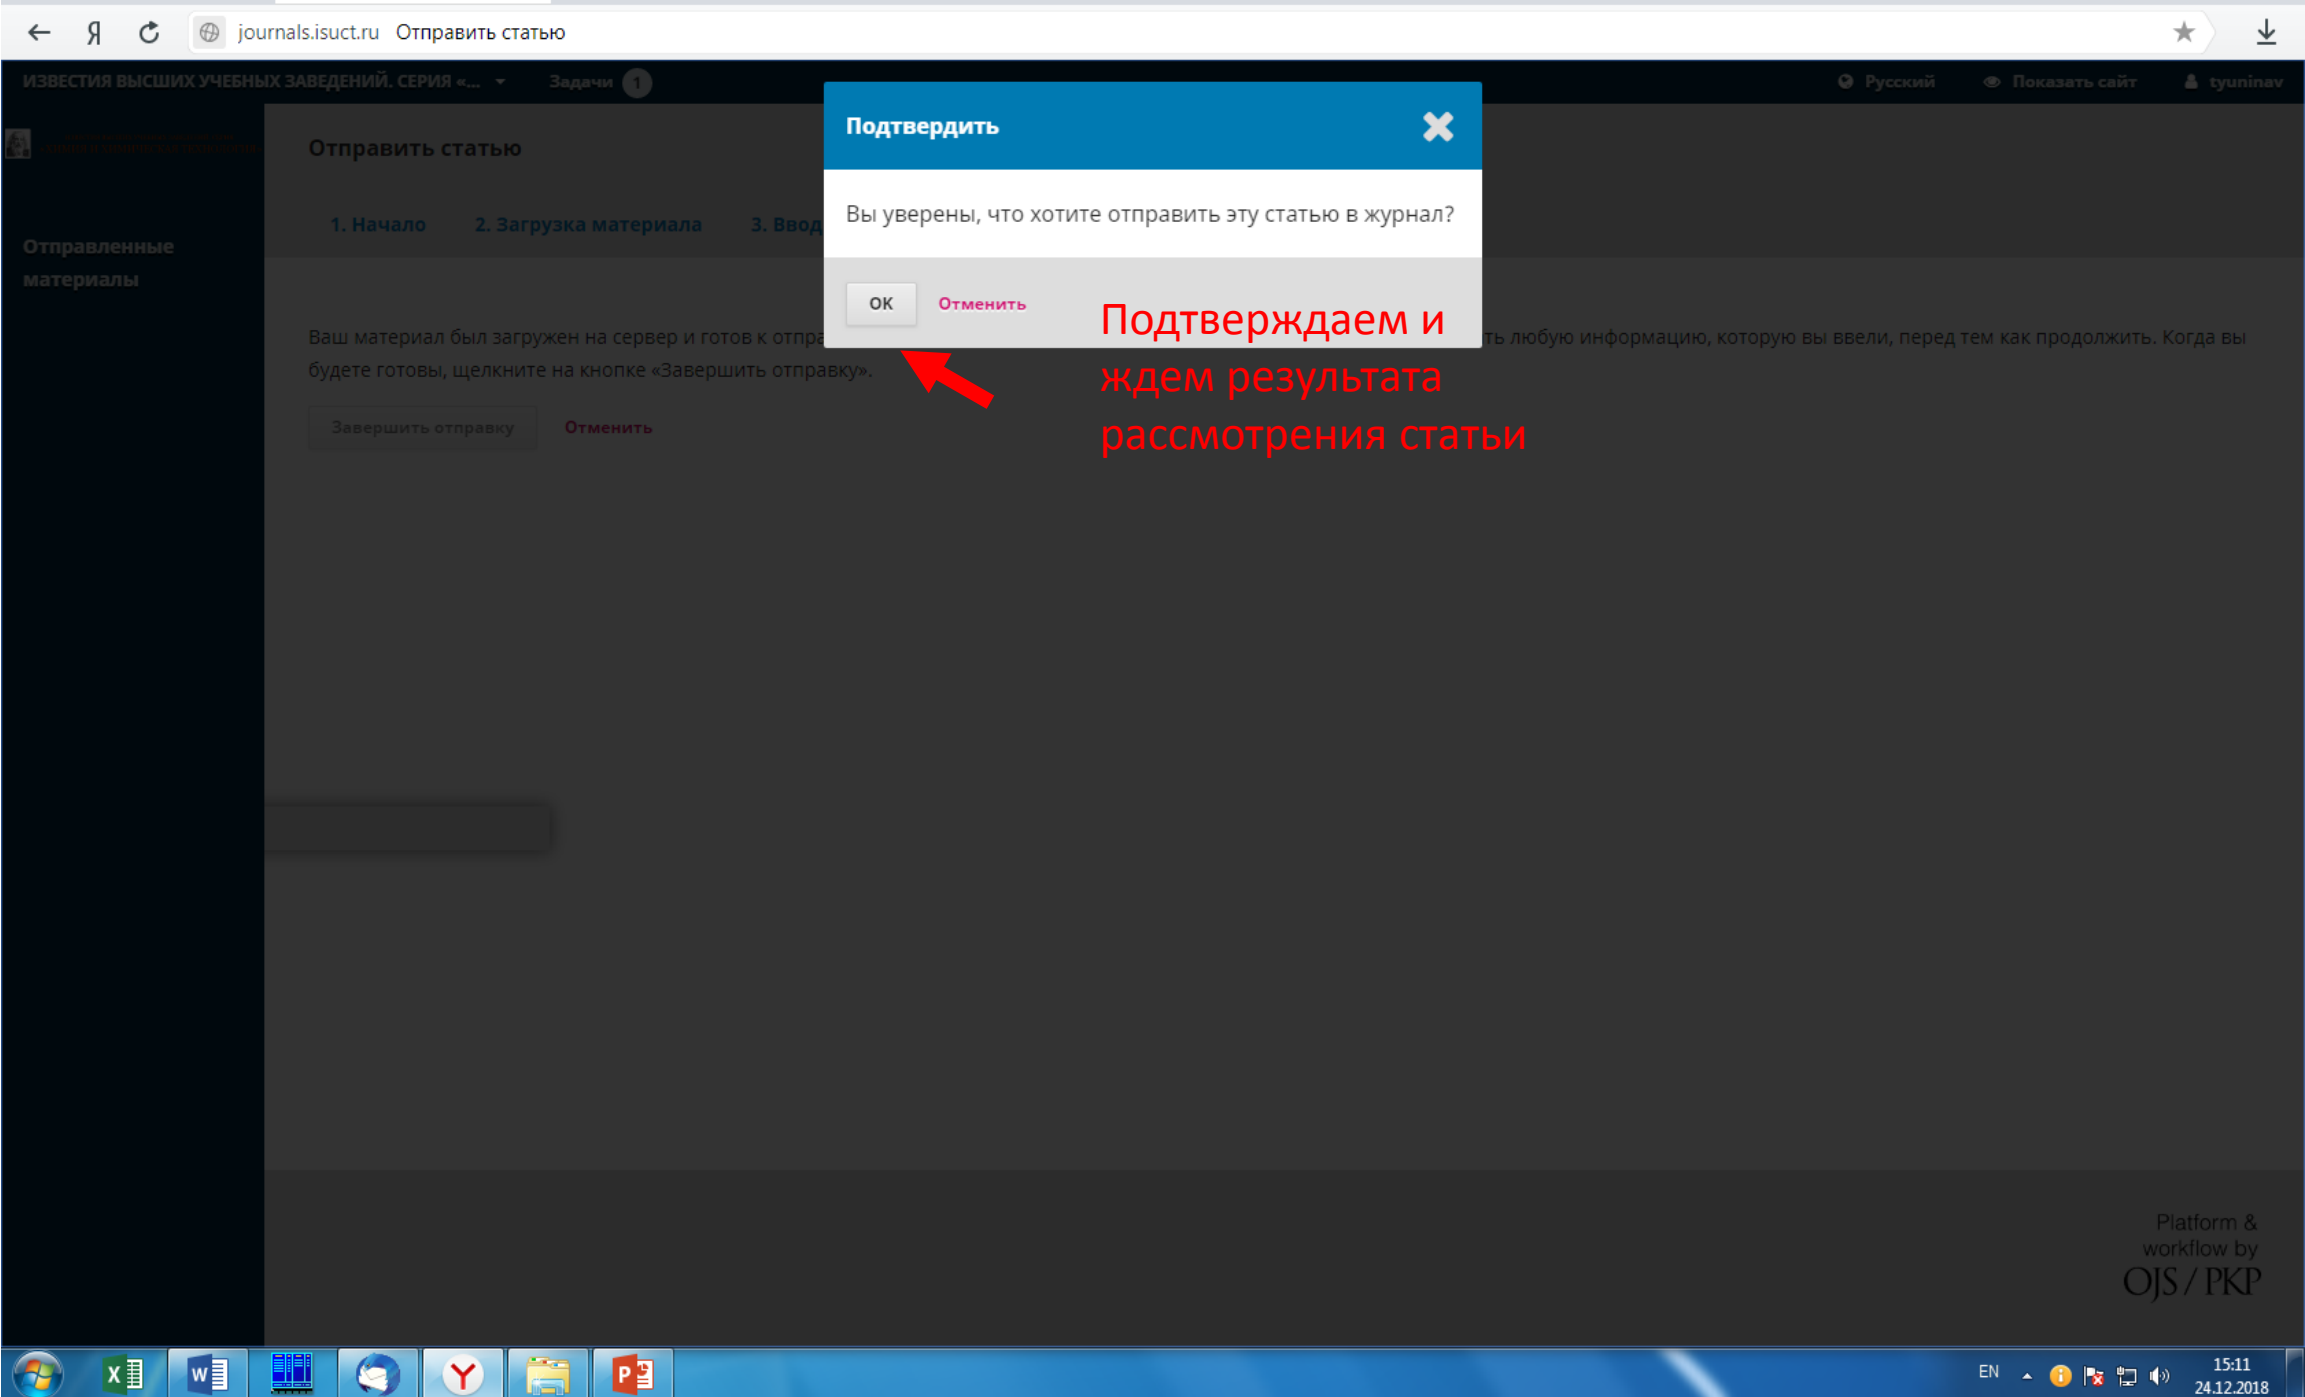 journals.isuct.ru Отправить статью
ИЗВЕСТИЯ ВЫСШИХ УЧЕБНЫХ ЗАВЕДЕНИЙ. СЕРИЯ «... Задачи 1 Русский Показать сайт tyuninav
Подтвердить
Отправить статью
Вы уверены, что хотите отправить эту статью в журнал?
1. Начало 2. Загрузка материала 3. Ввод
Отправленные
материалы
OK Отменить
Подтверждаем и
ждем результата
рассмотрения статьи
Ваш материал был загружен на сервер и готов к отпра ть любую информацию, которую вы ввели, перед тем как продолжить. Когда вы
будете готовы, щелкните на кнопке «Завершить отправку».
Завершить отправку Отменить
Platform &
workflow by
OJS / PKP
EN 15:11
24.12.2018